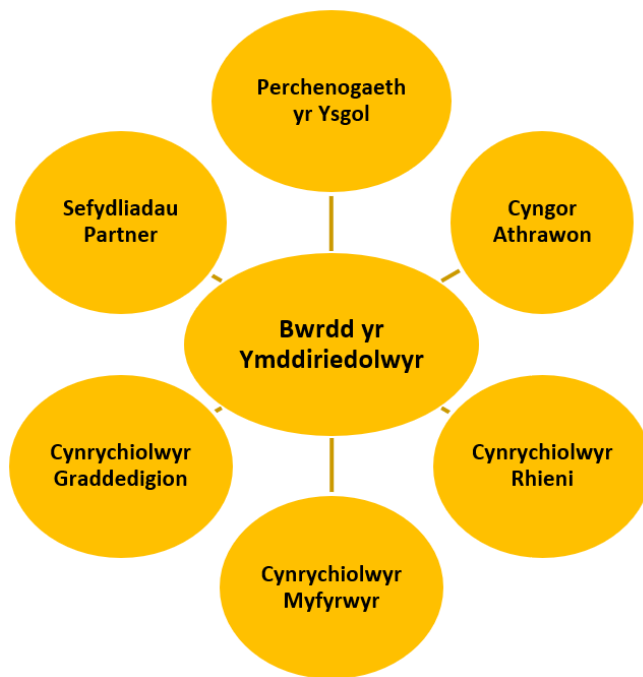 Perchenogaeth
yr Ysgol
Sefydliadau
Partner
Cyngor
Athrawon
Bwrdd yr
Ymddiriedolwyr
Cynrychiolwyr
Graddedigion
Cynrychiolwyr
Rhieni
Cynrychiolwyr
Myfyrwyr